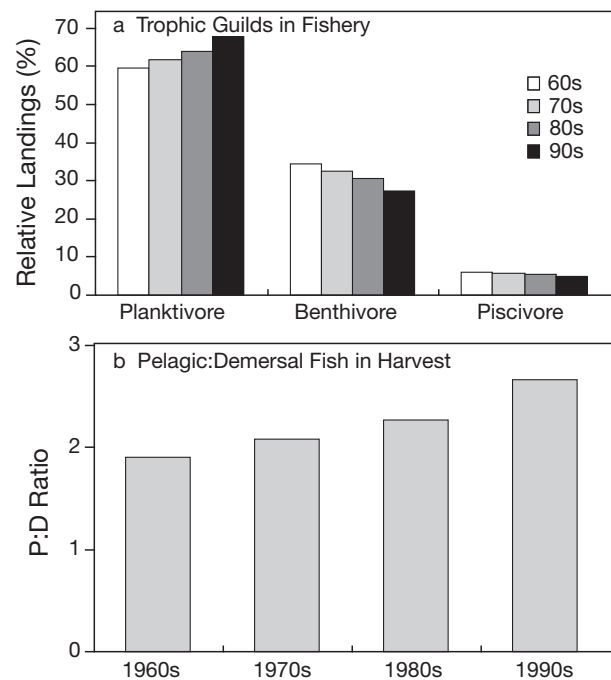 a Trophic Guilds in Fishery
Relative Landings (%)
70
60
50
40
30
20
10
0
60s
70s
80s
90s
Planktivore Benthivore Piscivore
b Pelagic:Demersal Fish in Harvest
P:D Ratio
3
2
1
0
1960s 1970s 1980s 1990s